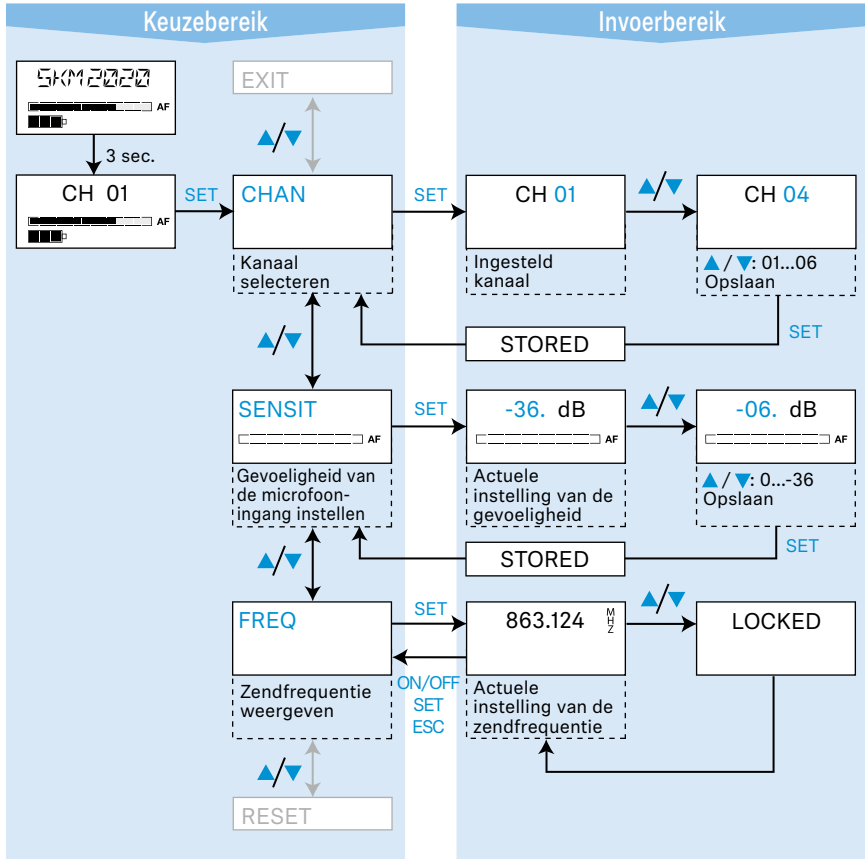 Keuzebereik
Invoerbereik
SKM2020
AF
3 sec.
EXIT
▲/▼
CH 01
AF
SET
CHAN
SET
CH 01
▲/▼
CH 04
Kanaal
selecteren
Ingesteld
kanaal
▲ / ▼: 01...06
Opslaan
SET
STORED
▲/▼
SENSIT
AF
SET
-36. dB
AF
▲/▼
-06. dB
AF
Gevoeligheid van
de microfoon-
ingang instellen
Actuele
instelling van de
gevoeligheid
▲ / ▼: 0...-36
Opslaan
SET
STORED
▲/▼
FREQ
SET
863.124 MHZ
▲/▼
LOCKED
ON/OFF
SET
ESC
Zendfrequentie
weergeven
Actuele
instelling van de
zendfrequentie
▲/▼
RESET